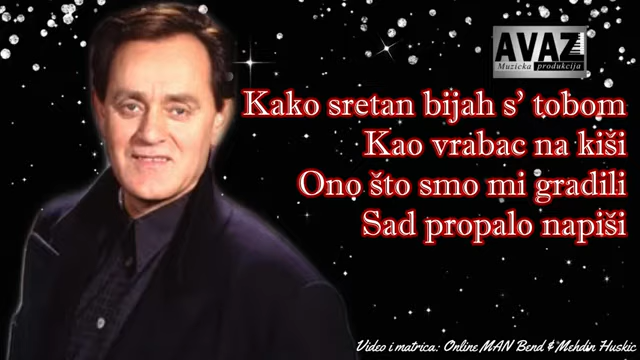 AVAZ
Muzicka produkcija
Kako sretan bijah s' tobom
Kao vrabac na kiši
Ono što smo mi gradili
Sad propalo napiši
Video i matrica: Online MAN Bend & Mehdin Huskic